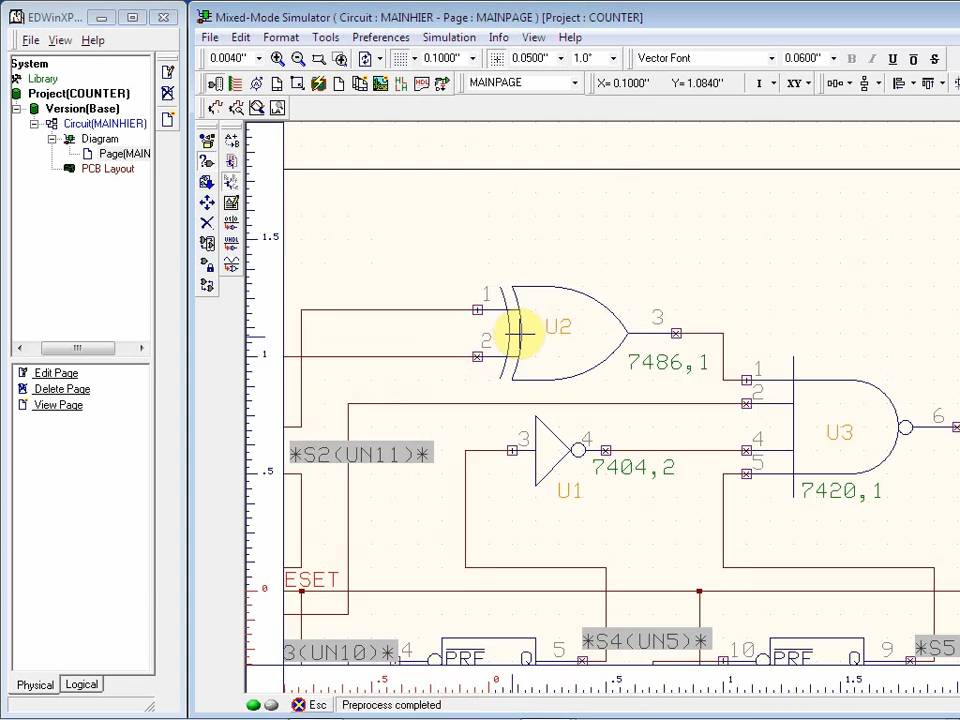 EDWinXP...
File View Help
System
Library
Project(COUNTER)
Version(Base)
Circuit(MAINHIER)
Diagram
Page(MAIN
PCB Layout
Edit Page
Delete Page
View Page
Physical Logical
Mixed-Mode Simulator ( Circuit : MAINHIER - Page : MAINPAGE ) [Project : COUNTER]
File Edit Format Tools Preferences Simulation Info View Help
0.0040" 0.1000" 0.0500" 1.0° Vector Font 0.0600" B I U O S
MAINPAGE X= 0.1000" Y= 1.0840" I XY
1.5
1
.5
0
1
2
U2
3
7486,1
1
2
4
5
U3
6
7420,1
3
4
7404,2
U1
*S2(UN11)*
ESET
3(UN10)*
4
PRE
Q
5
*S4(UN5)*
10
PRE
Q
9
*S5
.5 0 .5 1 1.5
Esc Preprocess completed